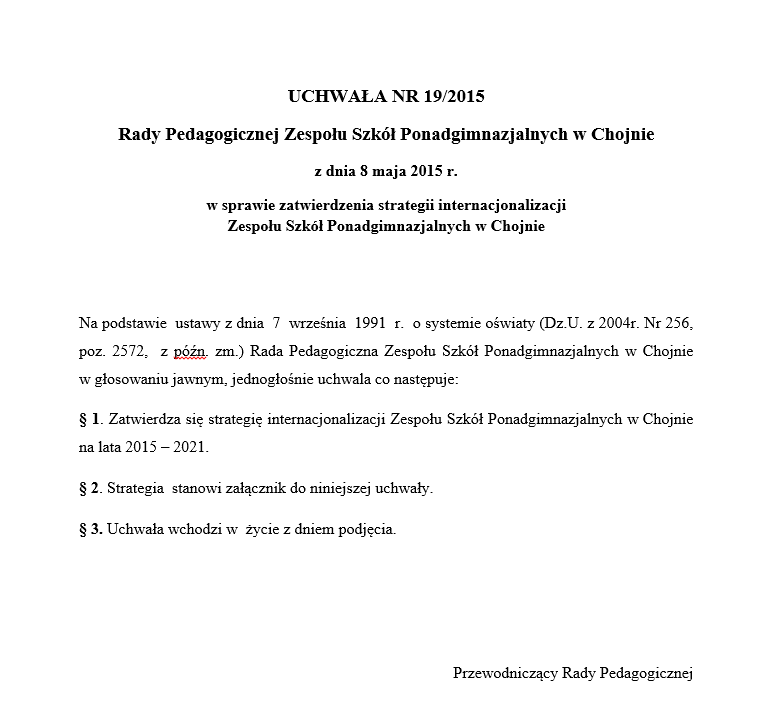 UCHWAŁA NR 19/2015
Rady Pedagogicznej Zespołu Szkół Ponadgimnazjalnych w Chojnie
z dnia 8 maja 2015 r.
w sprawie zatwierdzenia strategii internacjonalizacji
Zespołu Szkół Ponadgimnazjalnych w Chojnie
Na podstawie ustawy z dnia 7 września 1991 r. o systemie oświaty (Dz.U. z 2004r. Nr 256,
poz. 2572, z późn. zm.) Rada Pedagogiczna Zespołu Szkół Ponadgimnazjalnych w Chojnie
w głosowaniu jawnym, jednogłośnie uchwala co następuje:
§ 1. Zatwierdza się strategię internacjonalizacji Zespołu Szkół Ponadgimnazjalnych w Chojnie
na lata 2015 – 2021.
§ 2. Strategia stanowi załącznik do niniejszej uchwały.
§ 3. Uchwała wchodzi w życie z dniem podjęcia.
Przewodniczący Rady Pedagogicznej